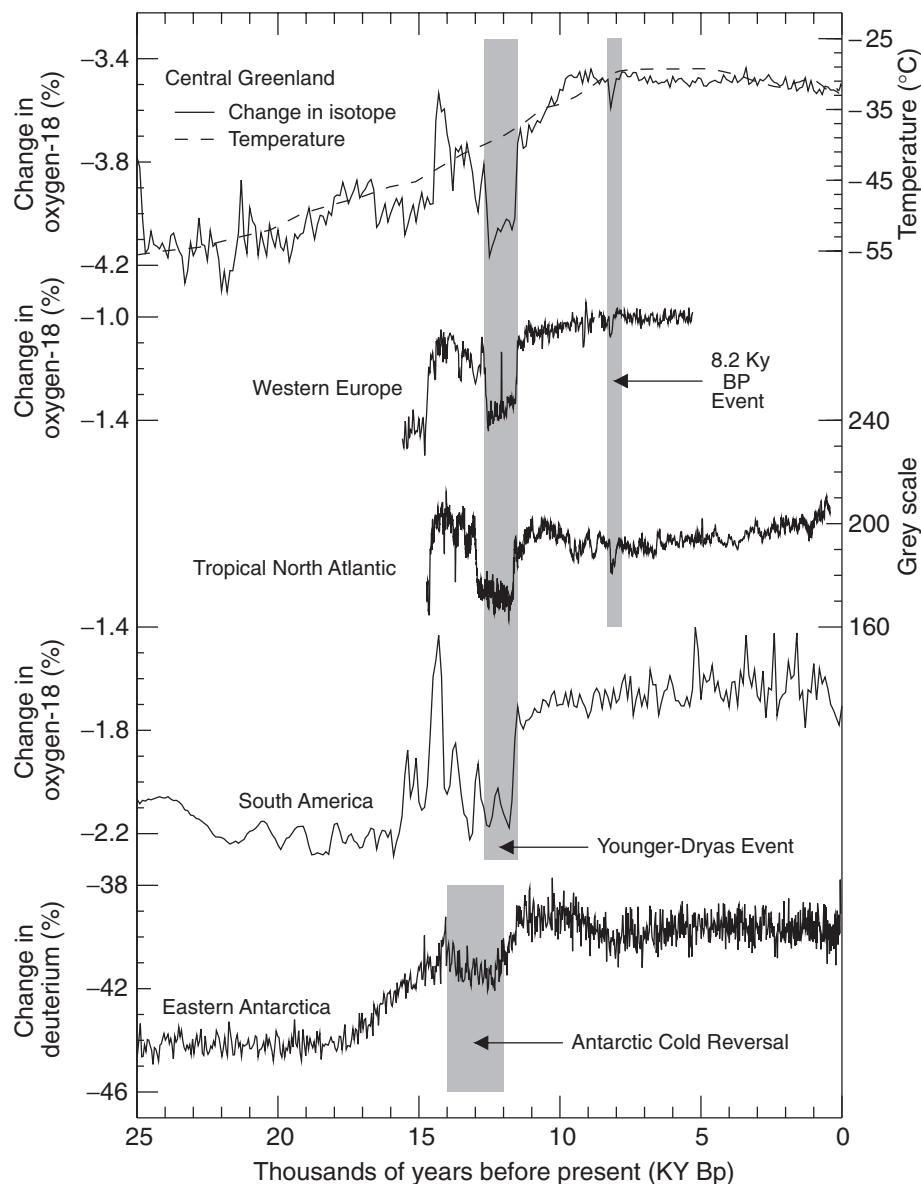 Change in
oxygen-18 (%)
−3.4
−3.8
−4.2
Central Greenland
Change in isotope
Temperature
−25
−35
−45
−55
Temperature (°C)
Change in
oxygen-18 (%)
−1.0
−1.4
Western Europe
8.2 Ky
BP
Event
Tropical North Atlantic
240
200
160
Grey scale
Change in
oxygen-18 (%)
−1.4
−1.8
−2.2
South America
Younger-Dryas Event
Change in
deuterium (%)
−38
−42
−46
Eastern Antarctica
Antarctic Cold Reversal
25 20 15 10 5 0
Thousands of years before present (KY Bp)